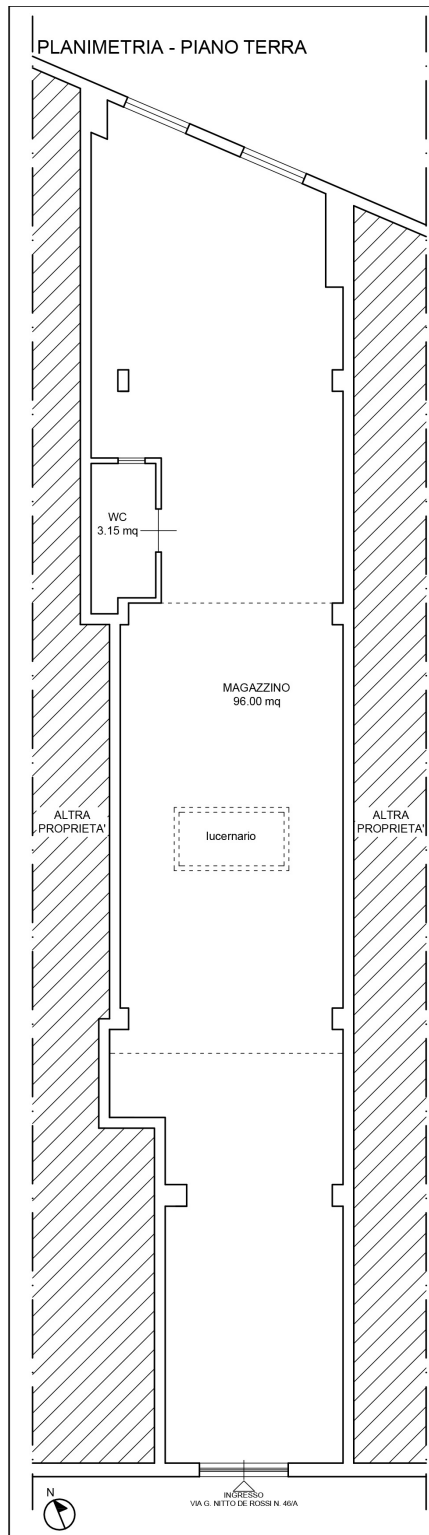 PLANIMETRIA - PIANO TERRA
WC
3.15 mq
MAGAZZINO
96.00 mq
ALTRA
PROPRIETA'
lucernario
ALTRA
PROPRIETA'
N
INGRESSO
VIA G. NITTO DE ROSSI N. 46/A